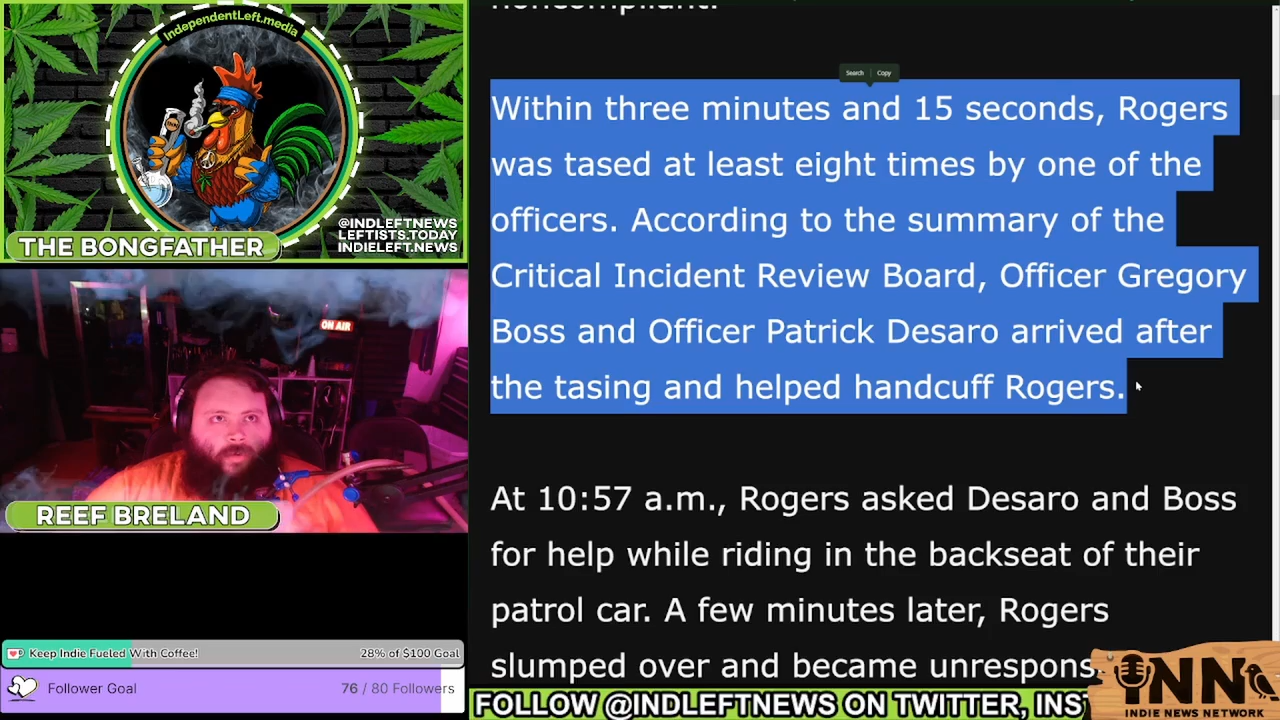 IndependentLeft.media
@INDLEFTNEWS
LEFTISTS.TODAY
INDIELEFT.NEWS
THE BONGFATHER
ON AIR
REEF BRELAND
Keep Indie Fueled With Coffee! 28% of $100 Goal
Follower Goal 76 / 80 Followers
noncompliant.
Search Copy
Within three minutes and 15 seconds, Rogers
was tased at least eight times by one of the
officers. According to the summary of the
Critical Incident Review Board, Officer Gregory
Boss and Officer Patrick Desaro arrived after
the tasing and helped handcuff Rogers.
At 10:57 a.m., Rogers asked Desaro and Boss
for help while riding in the backseat of their
patrol car. A few minutes later, Rogers
slumped over and became unrespons
FOLLOW @INDLEFTNEWS ON TWITTER, INST
INN
INDIE NEWS NETWORK